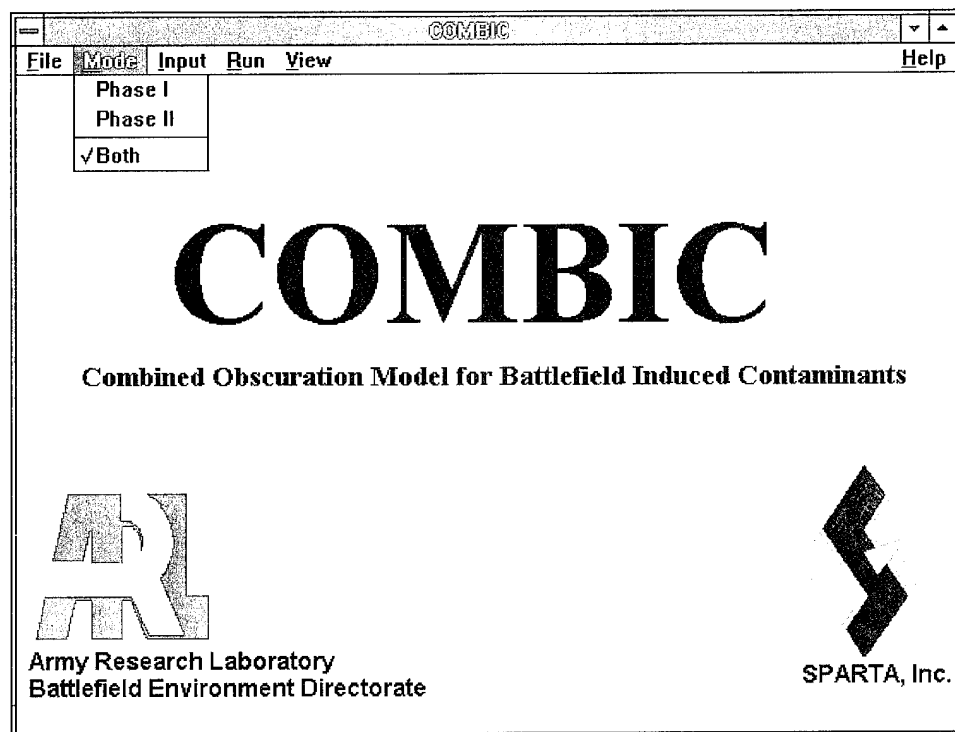 COMBIC
File Mode Input Run View Help
Phase I
Phase II
√Both
COMBIC
Combined Obscuration Model for Battlefield Induced Contaminants
ARL
Army Research Laboratory
Battlefield Environment Directorate
SPARTA, Inc.